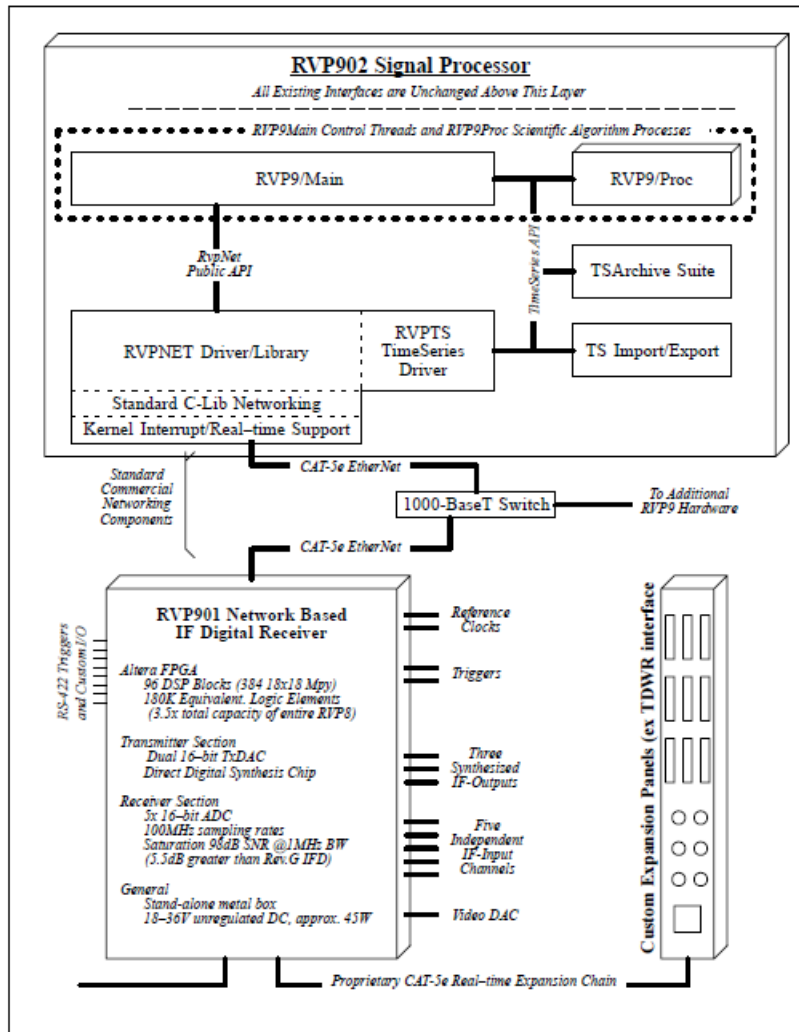 RVP902 Signal Processor
All Existing Interfaces are Unchanged Above This Layer
RVP9Main Control Threads and RVP9Proc Scientific Algorithm Processes
RVP9/Main
RVP9/Proc
RvpNet
Public API
TimeSeries API
TSArchive Suite
RVPNET Driver/Library
RVPTS
TimeSeries
Driver
TS Import/Export
Standard C-Lib Networking
Kernel Interrupt/Real–time Support
Standard
Commercial
Networking
Components
CAT-5e EtherNet
1000-BaseT Switch
To Additional
RVP9 Hardware
CAT-5e EtherNet
RS-422 Triggers
and Custom I/O
RVP901 Network Based
IF Digital Receiver
Altera FPGA
96 DSP Blocks (384 18x18 Mpy)
180K Equivalent. Logic Elements
(3.5x total capacity of entire RVP8)
Transmitter Section
Dual 16–bit TxDAC
Direct Digital Synthesis Chip
Receiver Section
5x 16–bit ADC
100MHz sampling rates
Saturation 98dB SNR @1MHz BW
(5.5dB greater than Rev.G IFD)
General
Stand-alone metal box
18–36V unregulated DC, approx. 45W
Reference
Clocks
Triggers
Three
Synthesized
IF-Outputs
Five
Independent
IF-Input
Channels
Video DAC
Custom Expansion Panels (ex TDWR interface
Proprietary CAT-5e Real–time Expansion Chain